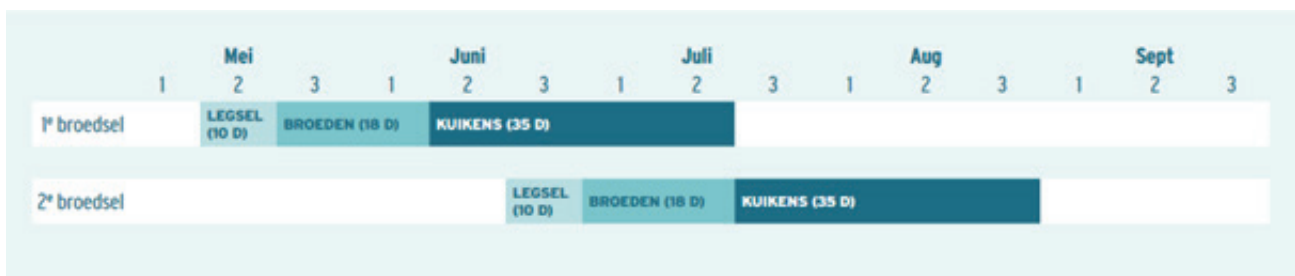 Mei Juni Juli Aug Sept
1 2 3 1 2 3 1 2 3 1 2 3 1 2 3
1e broedsel
LEGSEL
(10 D)
BROEDEN (18 D)
KUIKENS (35 D)
2e broedsel
LEGSEL
(10 D)
BROEDEN (18 D)
KUIKENS (35 D)